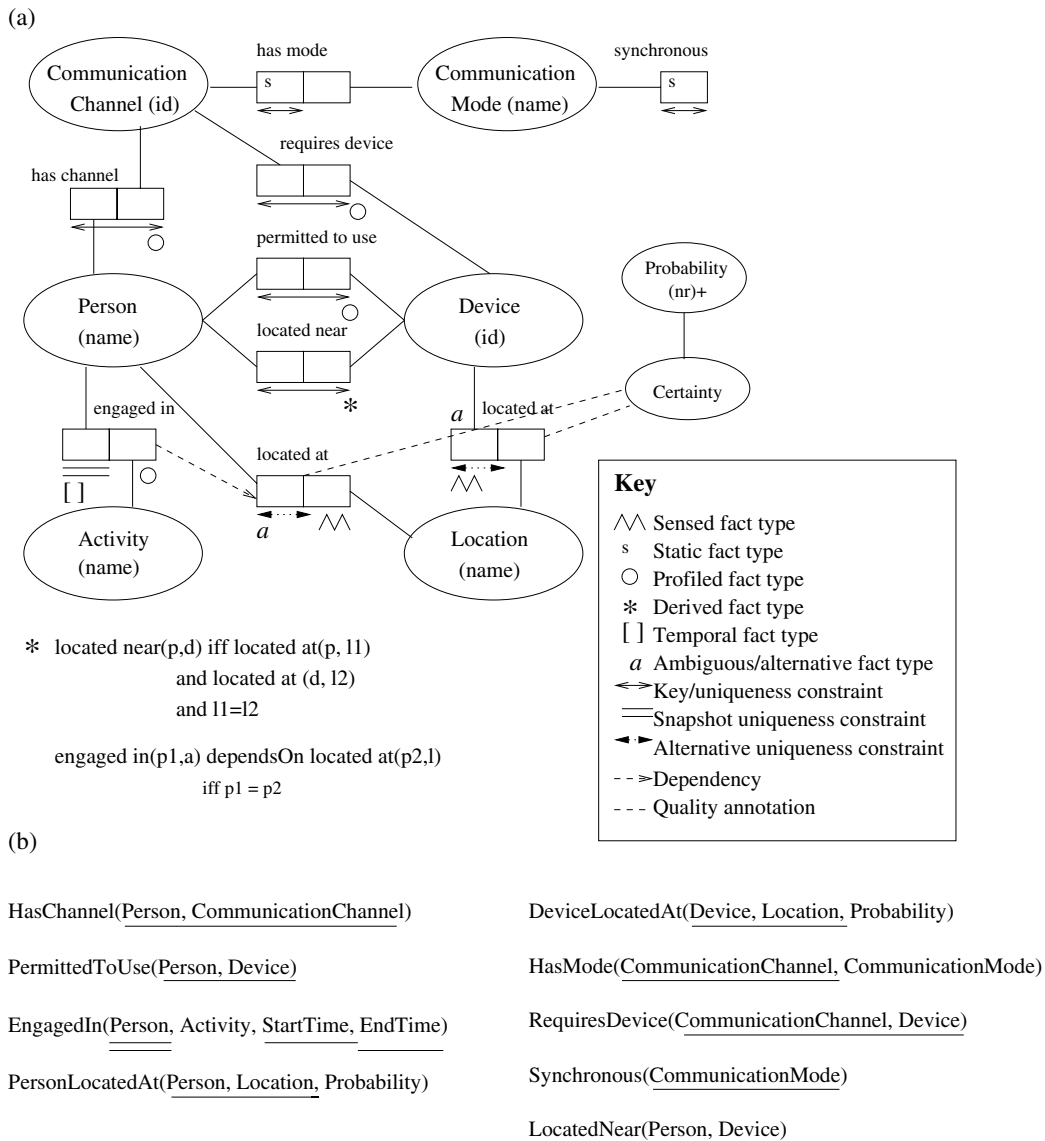 (a)
has mode
synchronous
Communication
Channel (id)
s
Communication
Mode (name)
s
requires device
has channel
permitted to use
Probability
(nr)+
Person
(name)
Device
(id)
located near
*
Certainty
engaged in
a
located at
located at
[ ]
a
Activity
(name)
Location
(name)
Key
Sensed fact type
s Static fact type
Profiled fact type
* Derived fact type
[ ] Temporal fact type
a Ambiguous/alternative fact type
Key/uniqueness constraint
Snapshot uniqueness constraint
Alternative uniqueness constraint
Dependency
Quality annotation
* located near(p,d) iff located at(p, l1)
and located at (d, l2)
and l1=l2
engaged in(p1,a) dependsOn located at(p2,l)
iff p1 = p2
(b)
HasChannel(Person, CommunicationChannel)
PermittedToUse(Person, Device)
EngagedIn(Person, Activity, StartTime, EndTime)
PersonLocatedAt(Person, Location, Probability)
DeviceLocatedAt(Device, Location, Probability)
HasMode(CommunicationChannel, CommunicationMode)
RequiresDevice(CommunicationChannel, Device)
Synchronous(CommunicationMode)
LocatedNear(Person, Device)